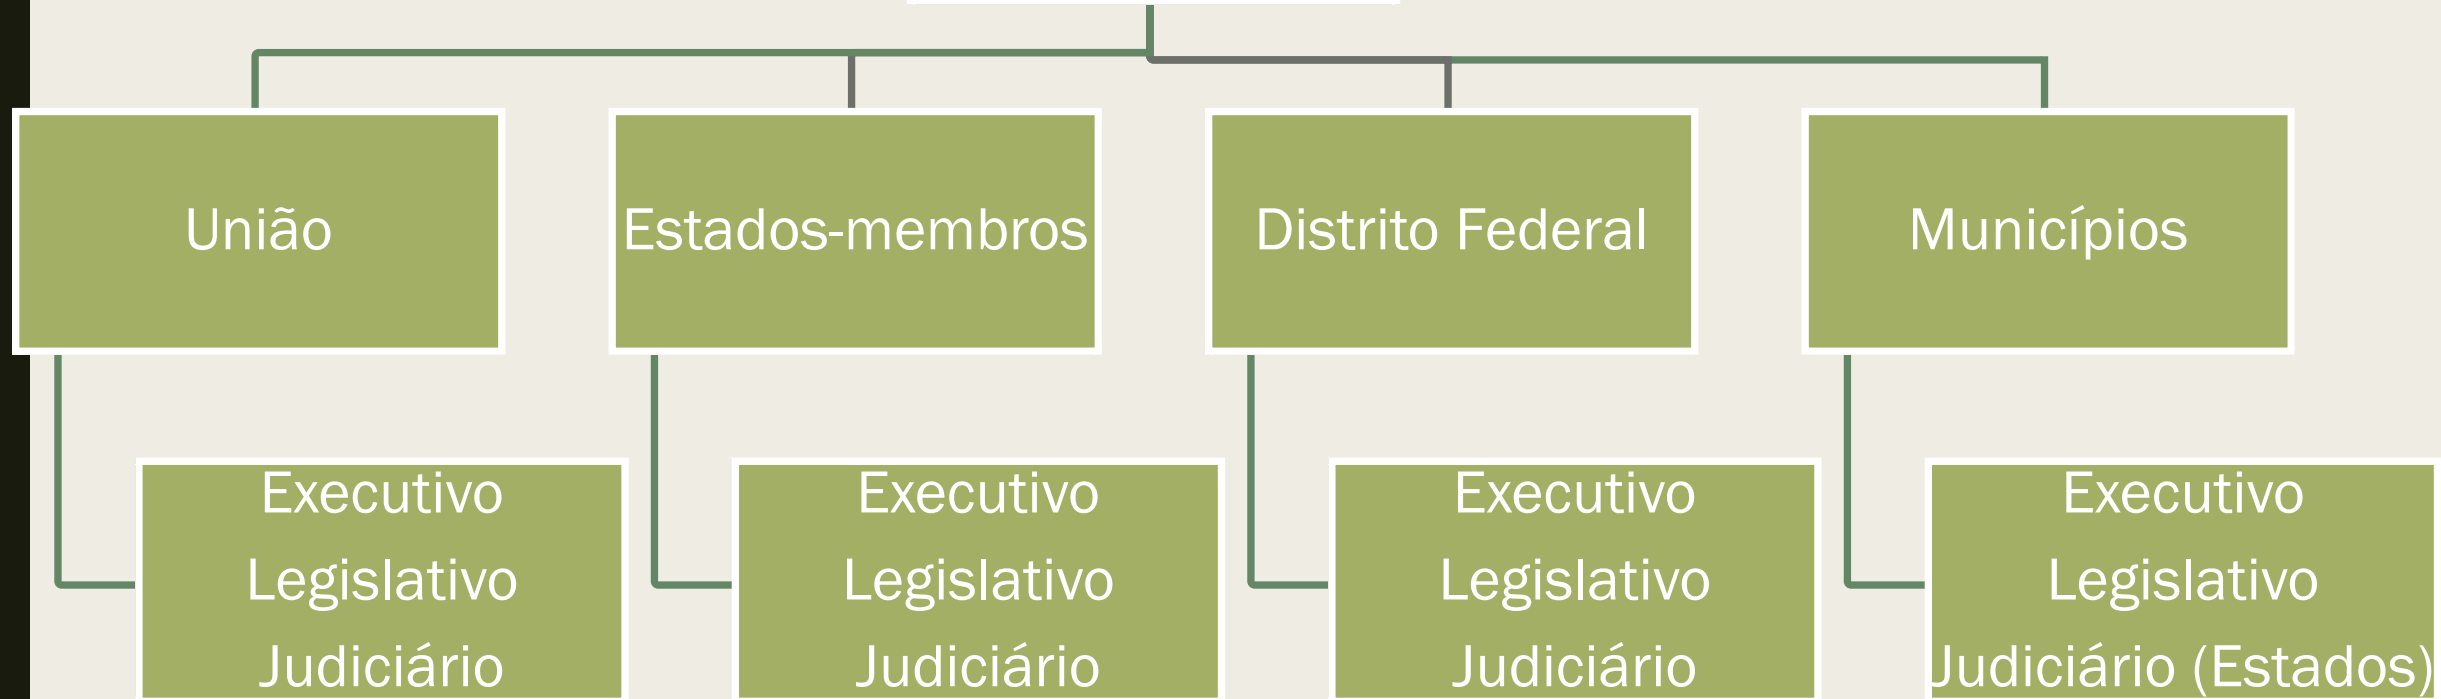 União
Estados-membros
Distrito Federal
Municípios
Executivo
Legislativo
Judiciário
Executivo
Legislativo
Judiciário
Executivo
Legislativo
Judiciário
Executivo
Legislativo
Judiciário (Estados)